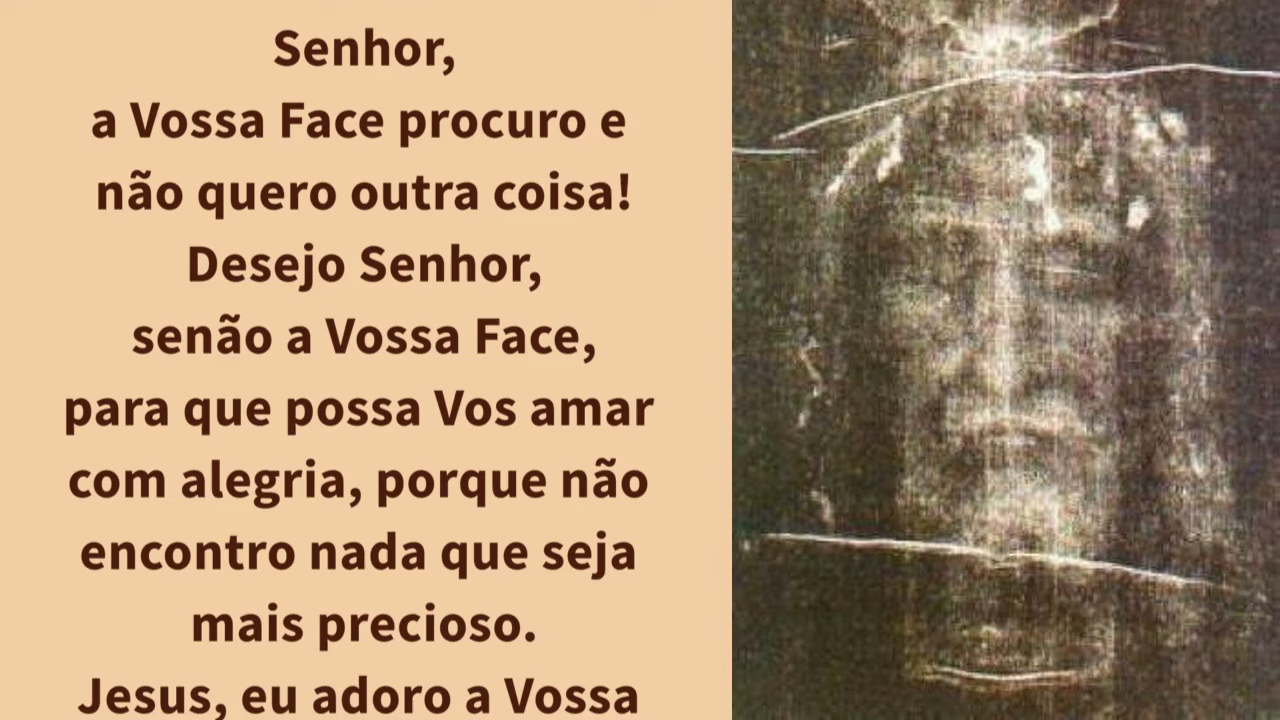 Senhor,
a Vossa Face procuro e
não quero outra coisa!
Desejo Senhor,
senão a Vossa Face,
para que possa Vos amar
com alegria, porque não
encontro nada que seja
mais precioso.
Jesus, eu adoro a Vossa